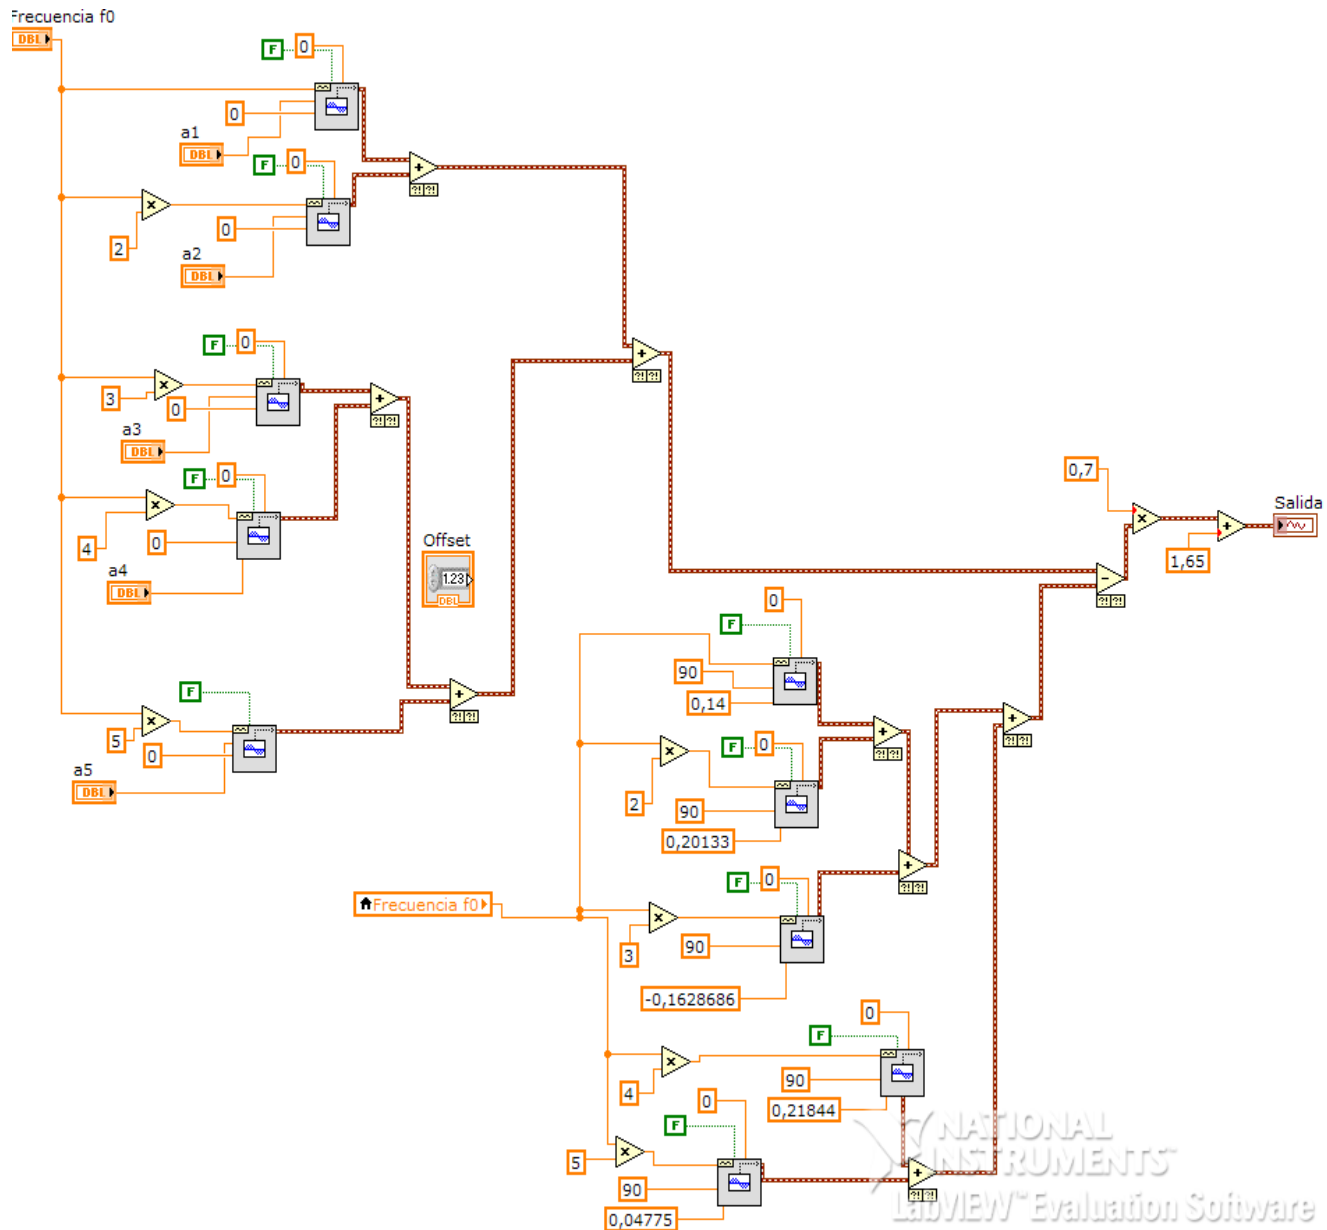 Frecuencia f0
DBL
F
0
0
a1
DBL
F
0
+
?! ?!
x
2
0
a2
DBL
F
0
+
?! ?!
x
3
0
+
?! ?!
a3
DBL
F
0
x
4
0
a4
DBL
Offset
1.23
DBL
0,7
x
Salida
+
1,65
-
?! ?!
0
F
90
0,14
F
x
5
0
a5
DBL
+
?! ?!
+
?! ?!
+
?! ?!
F
0
x
2
90
0,20133
+
?! ?!
F
0
Frecuencia f0
x
3
90
-0,1628686
0
F
x
4
90
0,21844
0
F
x
5
90
0,04775
+
?! ?!
NATIONAL
INSTRUMENTS™
LabVIEW™ Evaluation Software